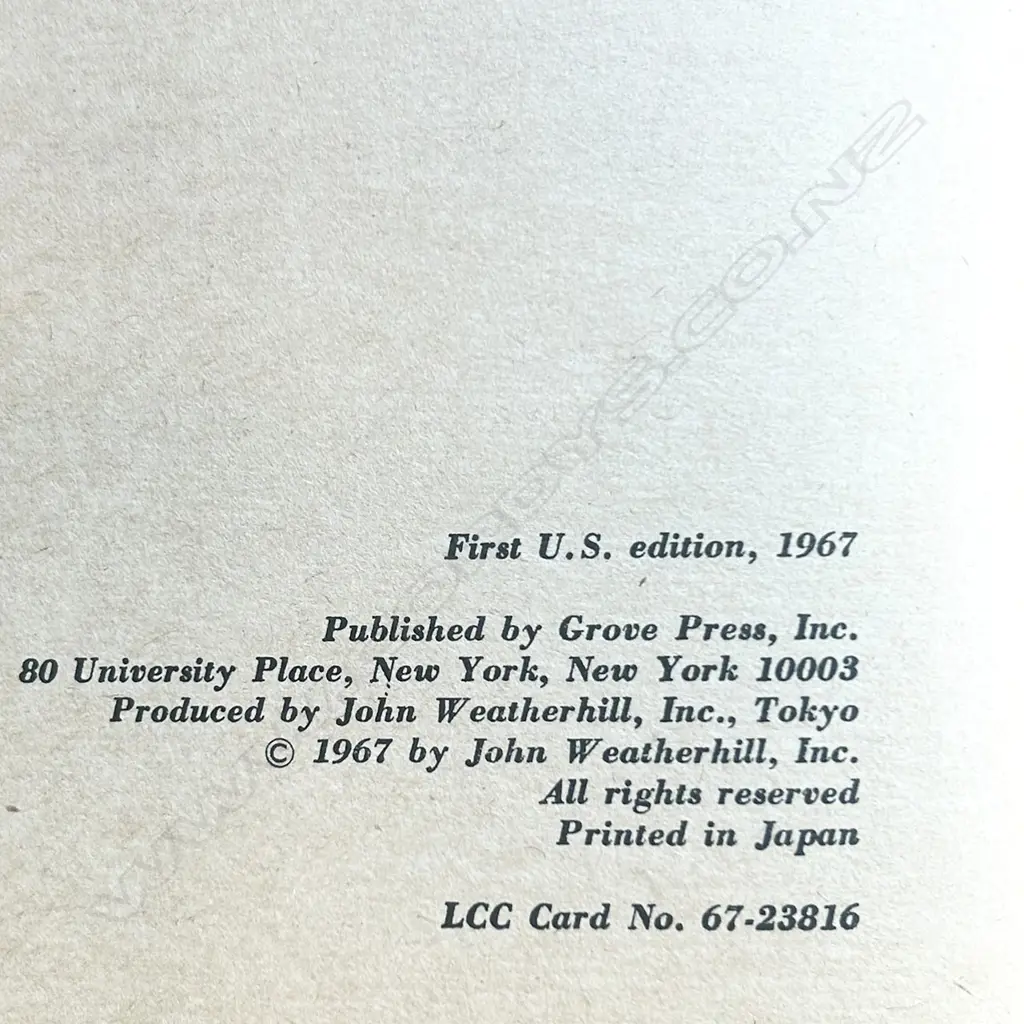 First U.S. edition, 1967
Published by Grove Press, Inc.
80 University Place, New York, New York 10003
Produced by John Weatherhill, Inc., Tokyo
© 1967 by John Weatherhill, Inc.
All rights reserved
Printed in Japan
LCC Card No. 67-23816